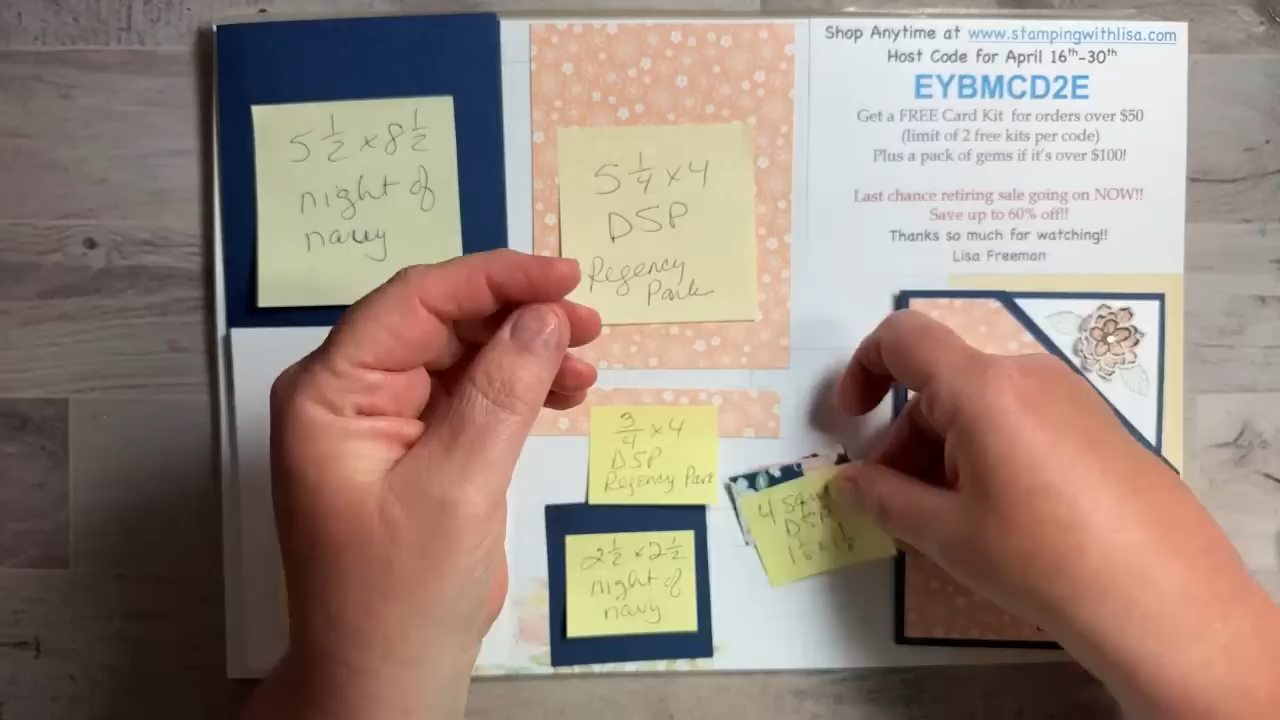 Shop Anytime at www.stampingwithlisa.com
Host Code for April 16th-30th
EYBMCD2E
Get a FREE Card Kit for orders over $50
(limit of 2 free kits per code)
Plus a pack of gems if it's over $100!
Last chance retiring sale going on NOW!!
Save up to 60% off!!
Thanks so much for watching!!
Lisa Freeman
5 1/2 x 8 1/2
night of
navy
5 1/4 x 4
DSP
Regency
Park
3/4 x 4
DSP
Regency Park
2 1/2 x 2 1/2
night of
navy
4
DSP